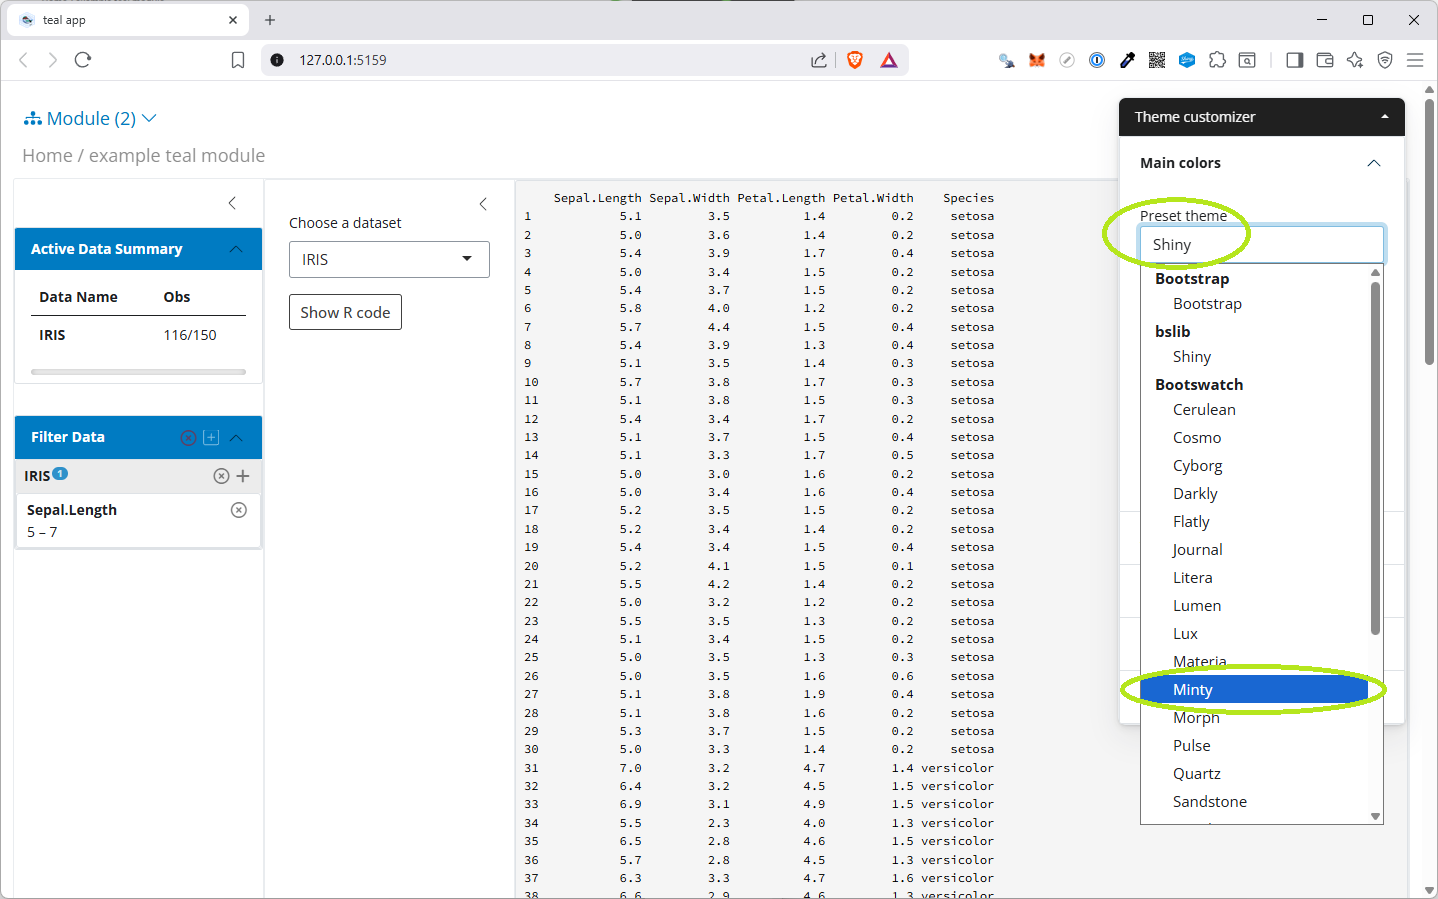 teal app
127.0.0.1:5159
Module (2)
Home / example teal module
Active Data Summary
Data Name Obs
IRIS 116/150
Filter Data
IRIS 1
Sepal.Length
5 – 7
Choose a dataset
IRIS
Show R code
Sepal.Length Sepal.Width Petal.Length Petal.Width Species
1 5.1 3.5 1.4 0.2 setosa
2 5.0 3.6 1.4 0.2 setosa
3 5.4 3.9 1.7 0.4 setosa
4 5.0 3.4 1.5 0.2 setosa
5 5.4 3.7 1.5 0.2 setosa
6 5.8 4.0 1.2 0.2 setosa
7 5.7 4.4 1.5 0.4 setosa
8 5.4 3.9 1.3 0.4 setosa
9 5.1 3.5 1.4 0.3 setosa
10 5.7 3.8 1.7 0.3 setosa
11 5.1 3.8 1.5 0.3 setosa
12 5.4 3.4 1.7 0.2 setosa
13 5.1 3.7 1.5 0.4 setosa
14 5.1 3.3 1.7 0.5 setosa
15 5.0 3.0 1.6 0.2 setosa
16 5.0 3.4 1.6 0.4 setosa
17 5.2 3.5 1.5 0.2 setosa
18 5.2 3.4 1.4 0.2 setosa
19 5.4 3.4 1.5 0.4 setosa
20 5.2 4.1 1.5 0.1 setosa
21 5.5 4.2 1.4 0.2 setosa
22 5.0 3.2 1.2 0.2 setosa
23 5.5 3.5 1.3 0.2 setosa
24 5.1 3.4 1.5 0.2 setosa
25 5.0 3.5 1.3 0.3 setosa
26 5.0 3.5 1.6 0.6 setosa
27 5.1 3.8 1.9 0.4 setosa
28 5.1 3.8 1.6 0.2 setosa
29 5.3 3.7 1.5 0.2 setosa
30 5.0 3.3 1.4 0.2 setosa
31 7.0 3.2 4.7 1.4 versicolor
32 6.4 3.2 4.5 1.5 versicolor
33 6.9 3.1 4.9 1.5 versicolor
34 5.5 2.3 4.0 1.3 versicolor
35 6.5 2.8 4.6 1.5 versicolor
36 5.7 2.8 4.5 1.3 versicolor
37 6.3 3.3 4.7 1.6 versicolor
38 6.6 2.9 4.6 1.3 versicolor
Theme customizer
Main colors
Preset theme
Shiny
Bootstrap
Bootstrap
bslib
Shiny
Bootswatch
Cerulean
Cosmo
Cyborg
Darkly
Flatly
Journal
Litera
Lumen
Lux
Materia
Minty
Morph
Pulse
Quartz
Sandstone